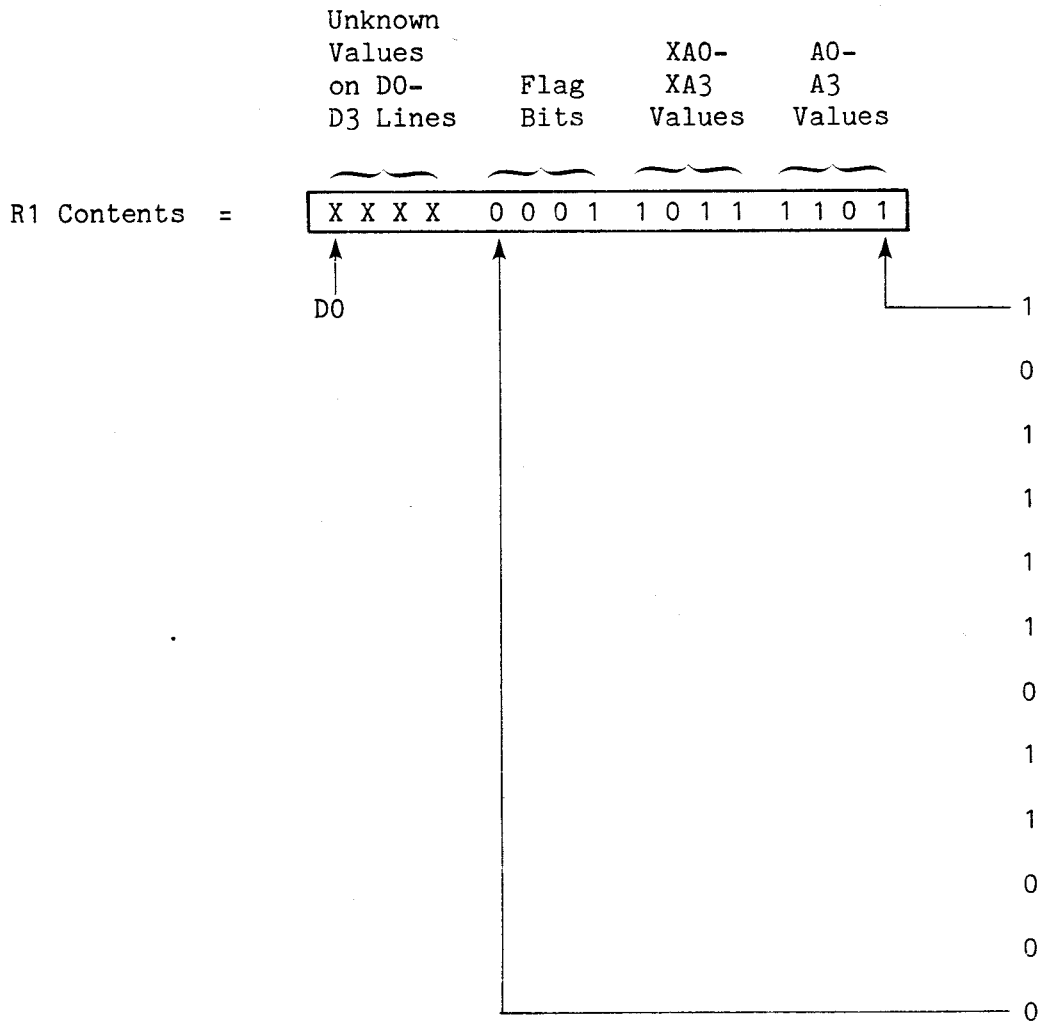 Unknown
Values XA0- A0-
on D0- Flag XA3 A3
D3 Lines Bits Values Values
R1 Contents = X X X X 0 0 0 1 1 0 1 1 1 1 0 1
D0
1
0
1
1
1
1
0
1
1
0
0
0